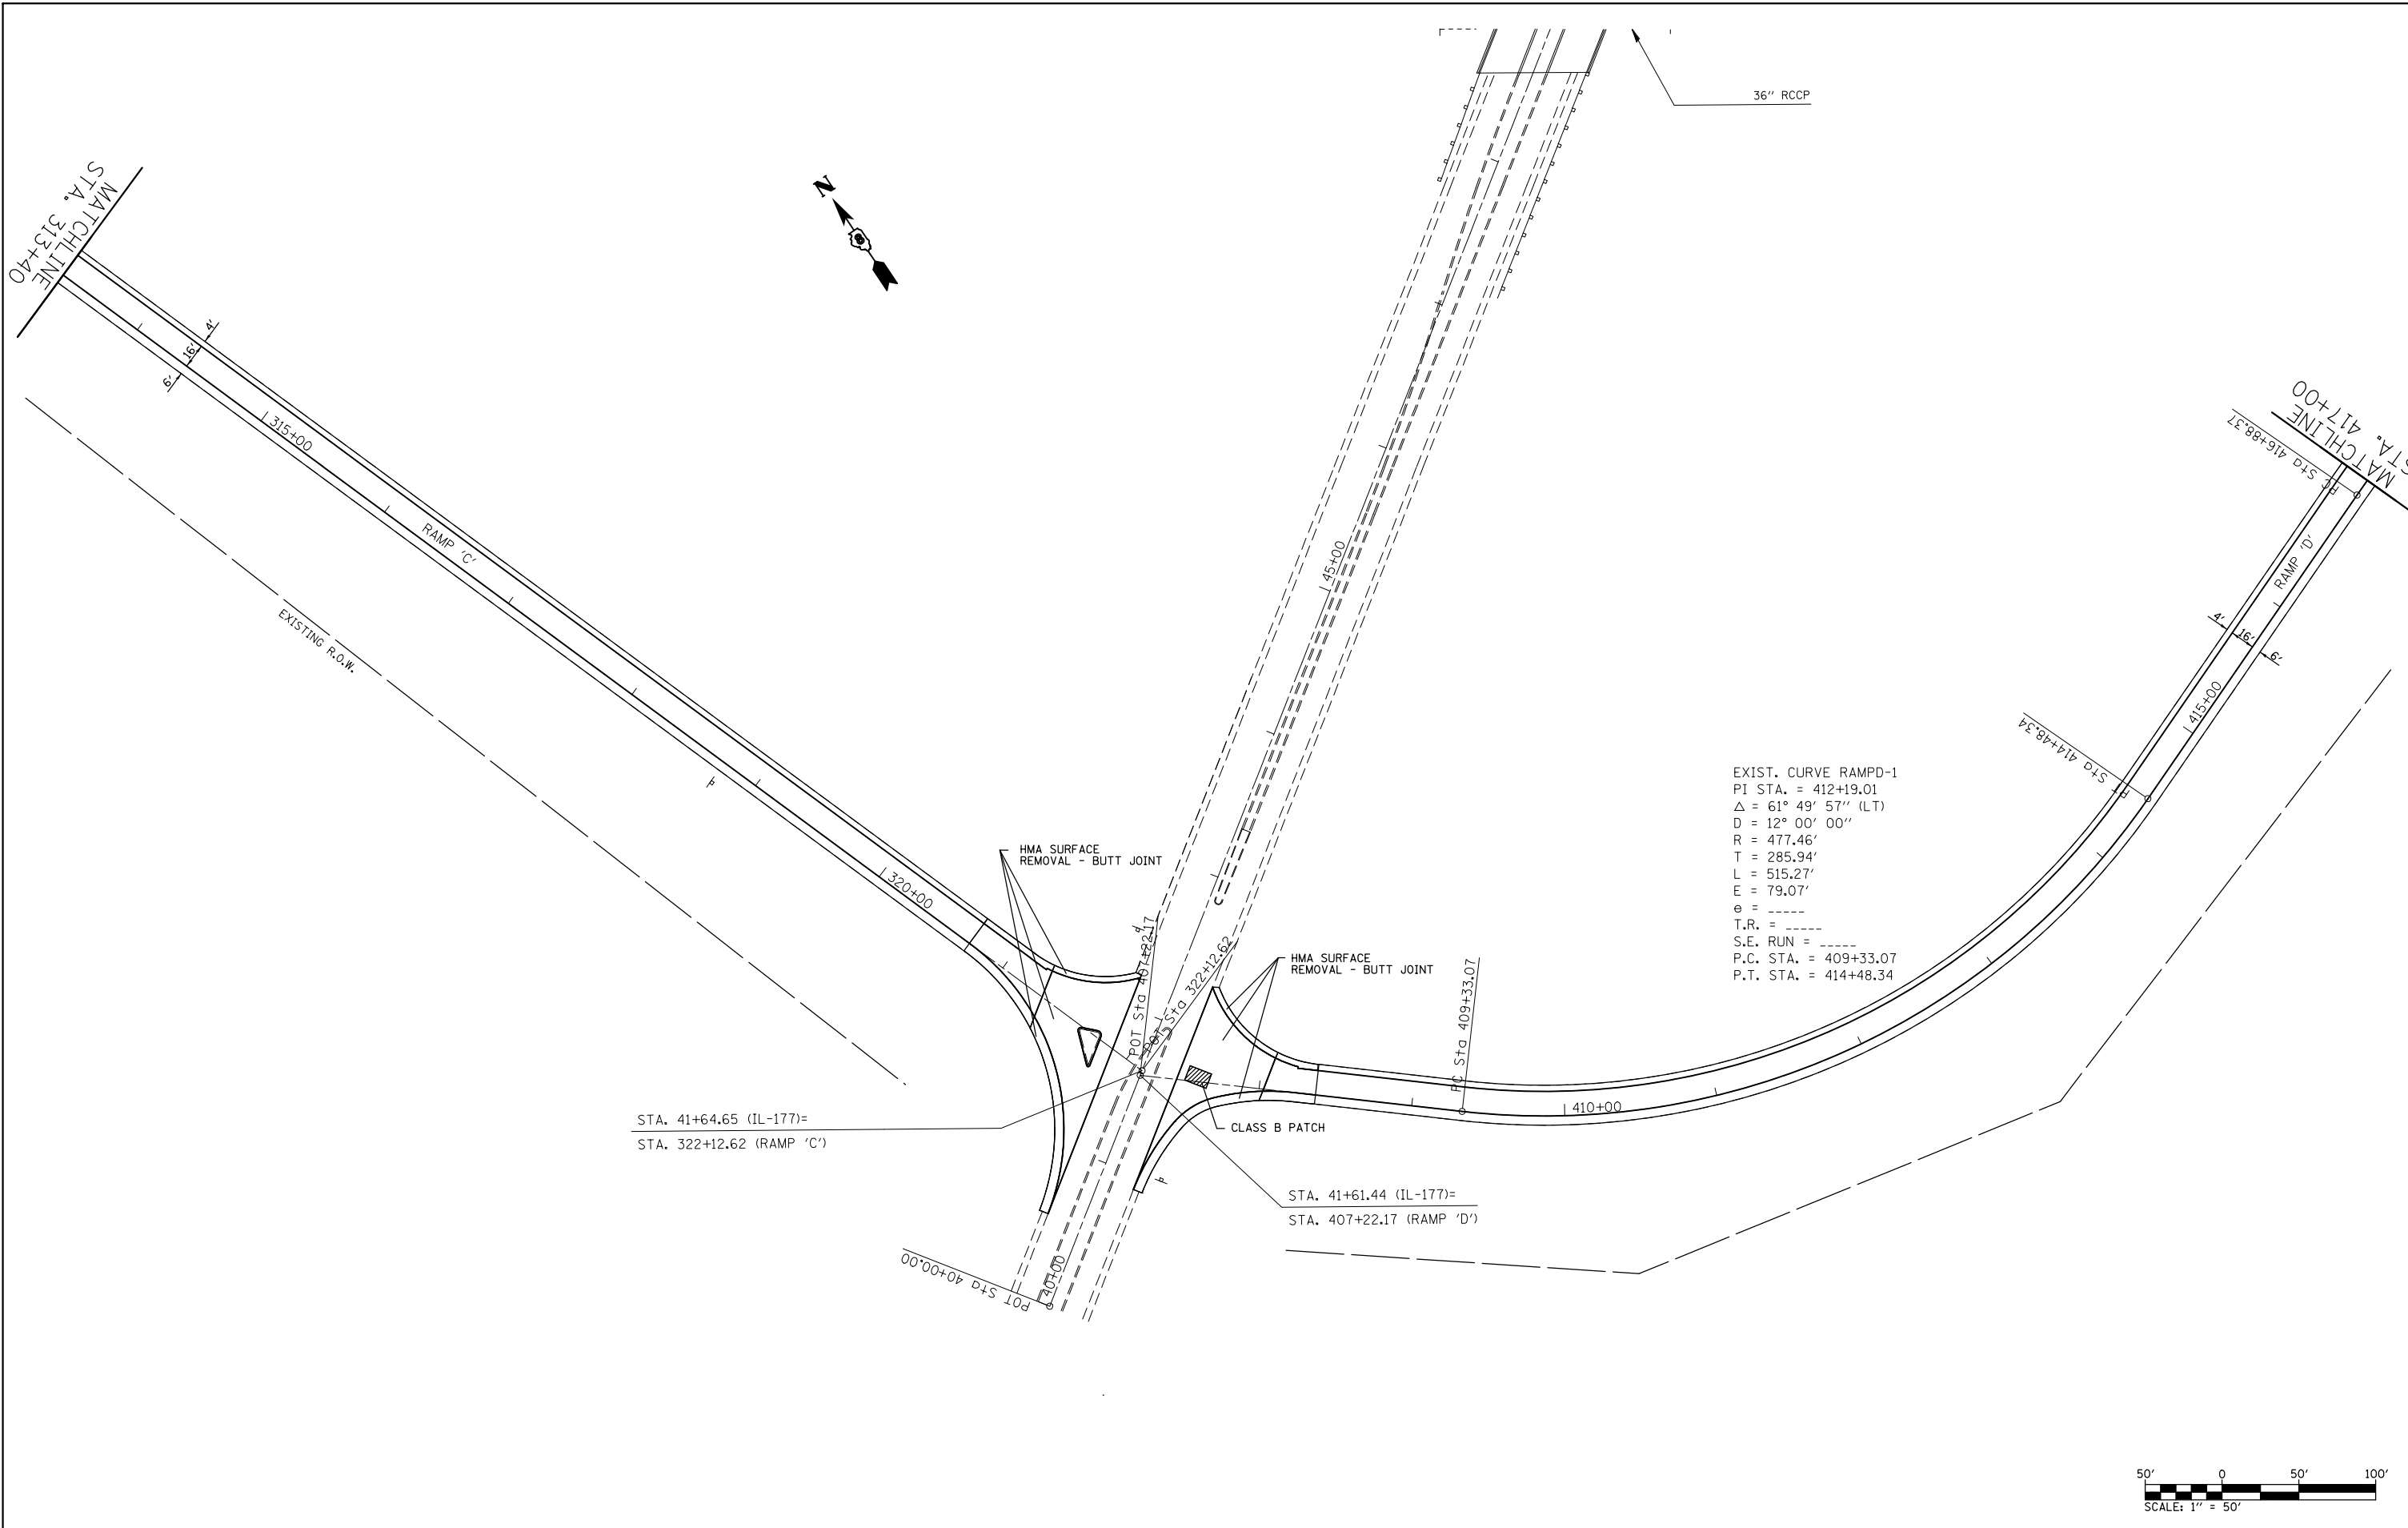 36'' RCCP
N
8
MATCHLINE
STA. 313+40
4'
16'
6'
315+00
RAMP 'C'
EXISTING R.O.W.
320+00
HMA SURFACE
REMOVAL - BUTT JOINT
45+00
POT Sta 407+22.17
POT Sta 322+12.62
HMA SURFACE
REMOVAL - BUTT JOINT
PC Sta 409+33.07
410+00
CLASS B PATCH
STA. 41+64.65 (IL-177)=
STA. 322+12.62 (RAMP 'C')
STA. 41+61.44 (IL-177)=
STA. 407+22.17 (RAMP 'D')
POT Sta 40+00.00
40+00
EXIST. CURVE RAMPD-1
PI STA. = 412+19.01
△ = 61° 49' 57'' (LT)
D = 12° 00' 00''
R = 477.46'
T = 285.94'
L = 515.27'
E = 79.07'
e = _____
T.R. = _____
S.E. RUN = _____
P.C. STA. = 409+33.07
P.T. STA. = 414+48.34
PT Sta 414+48.34
415+00
4'
16'
6'
RAMP 'D'
PC Sta 416+88.37
MATCHLINE
STA. 417+00
50' 0 50' 100'
SCALE: 1'' = 50'